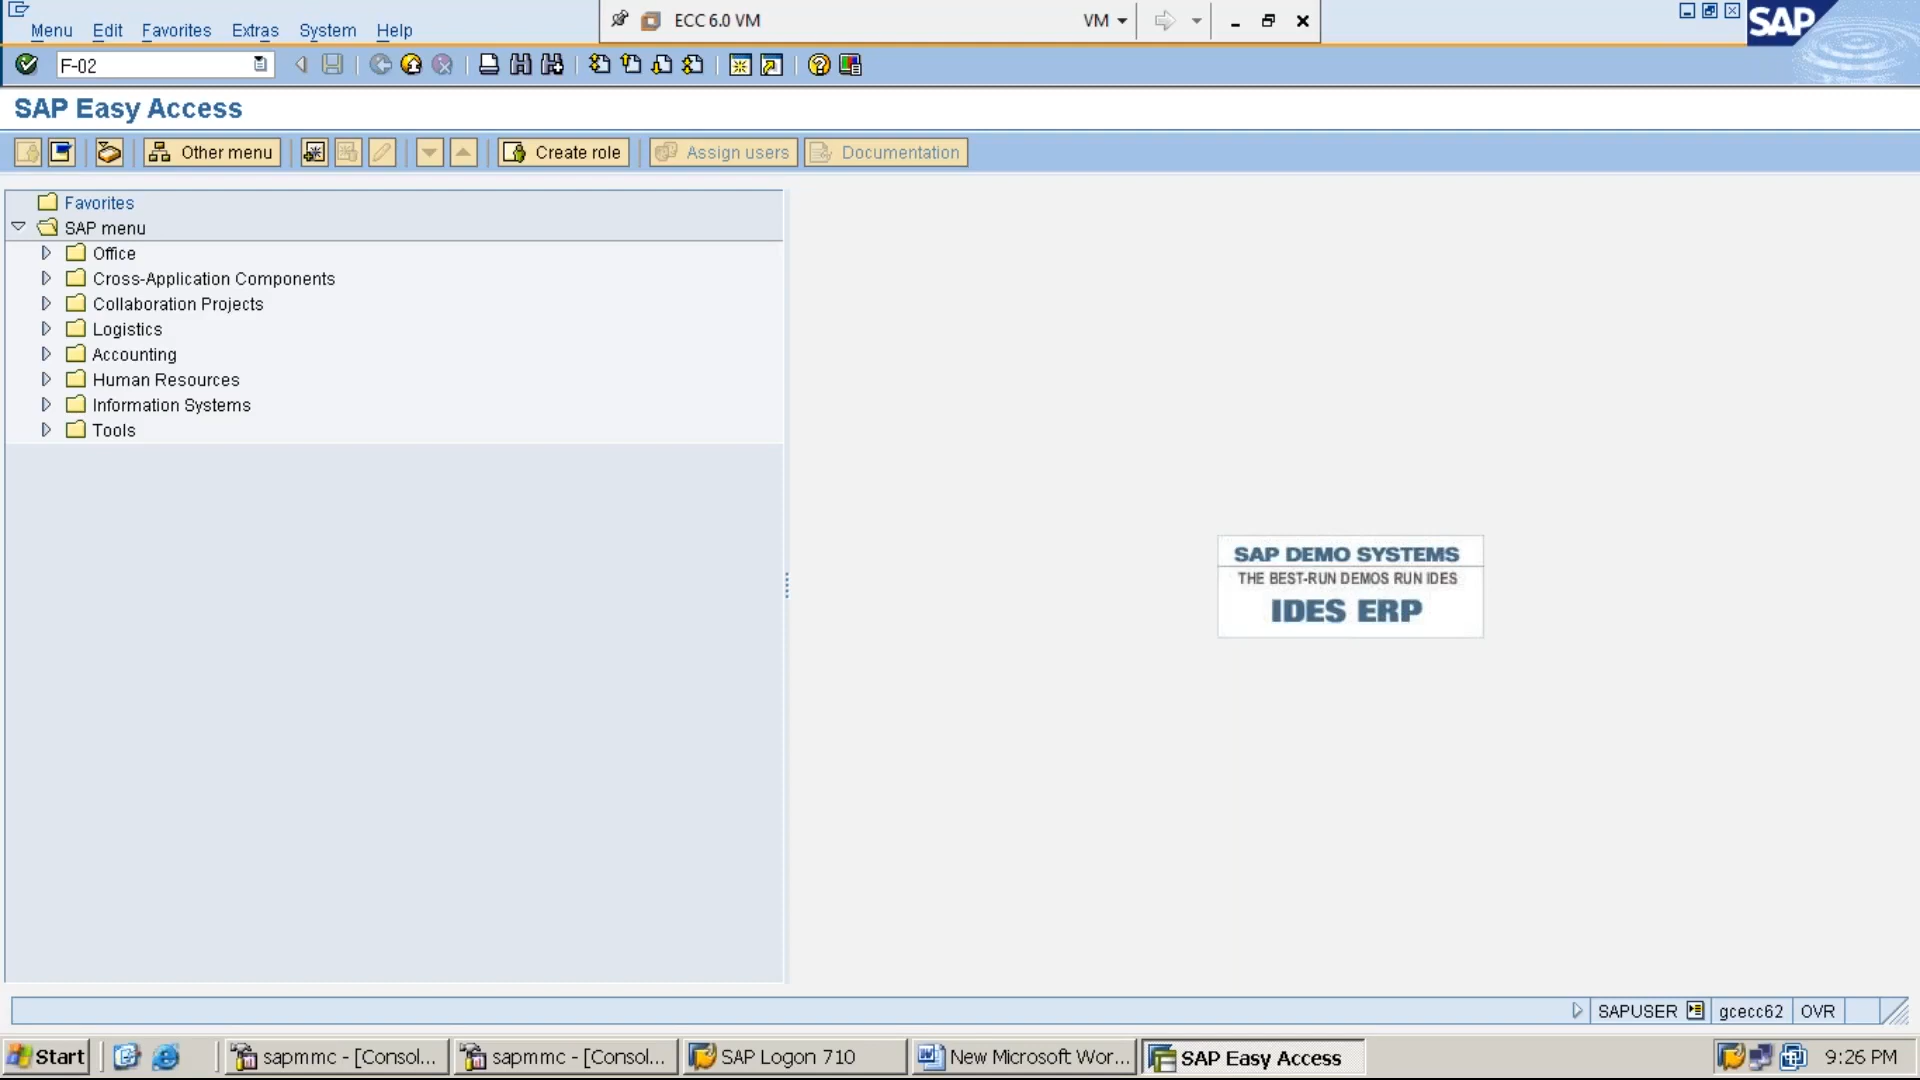 Menu Edit Favorites Extras System Help
ECC 6.0 VM
VM
SAP
F-02
SAP Easy Access
Other menu
Create role
Assign users
Documentation
Favorites
SAP menu
Office
Cross-Application Components
Collaboration Projects
Logistics
Accounting
Human Resources
Information Systems
Tools
SAP DEMO SYSTEMS
THE BEST-RUN DEMOS RUN IDES
IDES ERP
SAPUSER gcecc62 OVR
Start
sapmmc - [Consol...
sapmmc - [Consol...
SAP Logon 710
New Microsoft Wor...
SAP Easy Access
9:26 PM